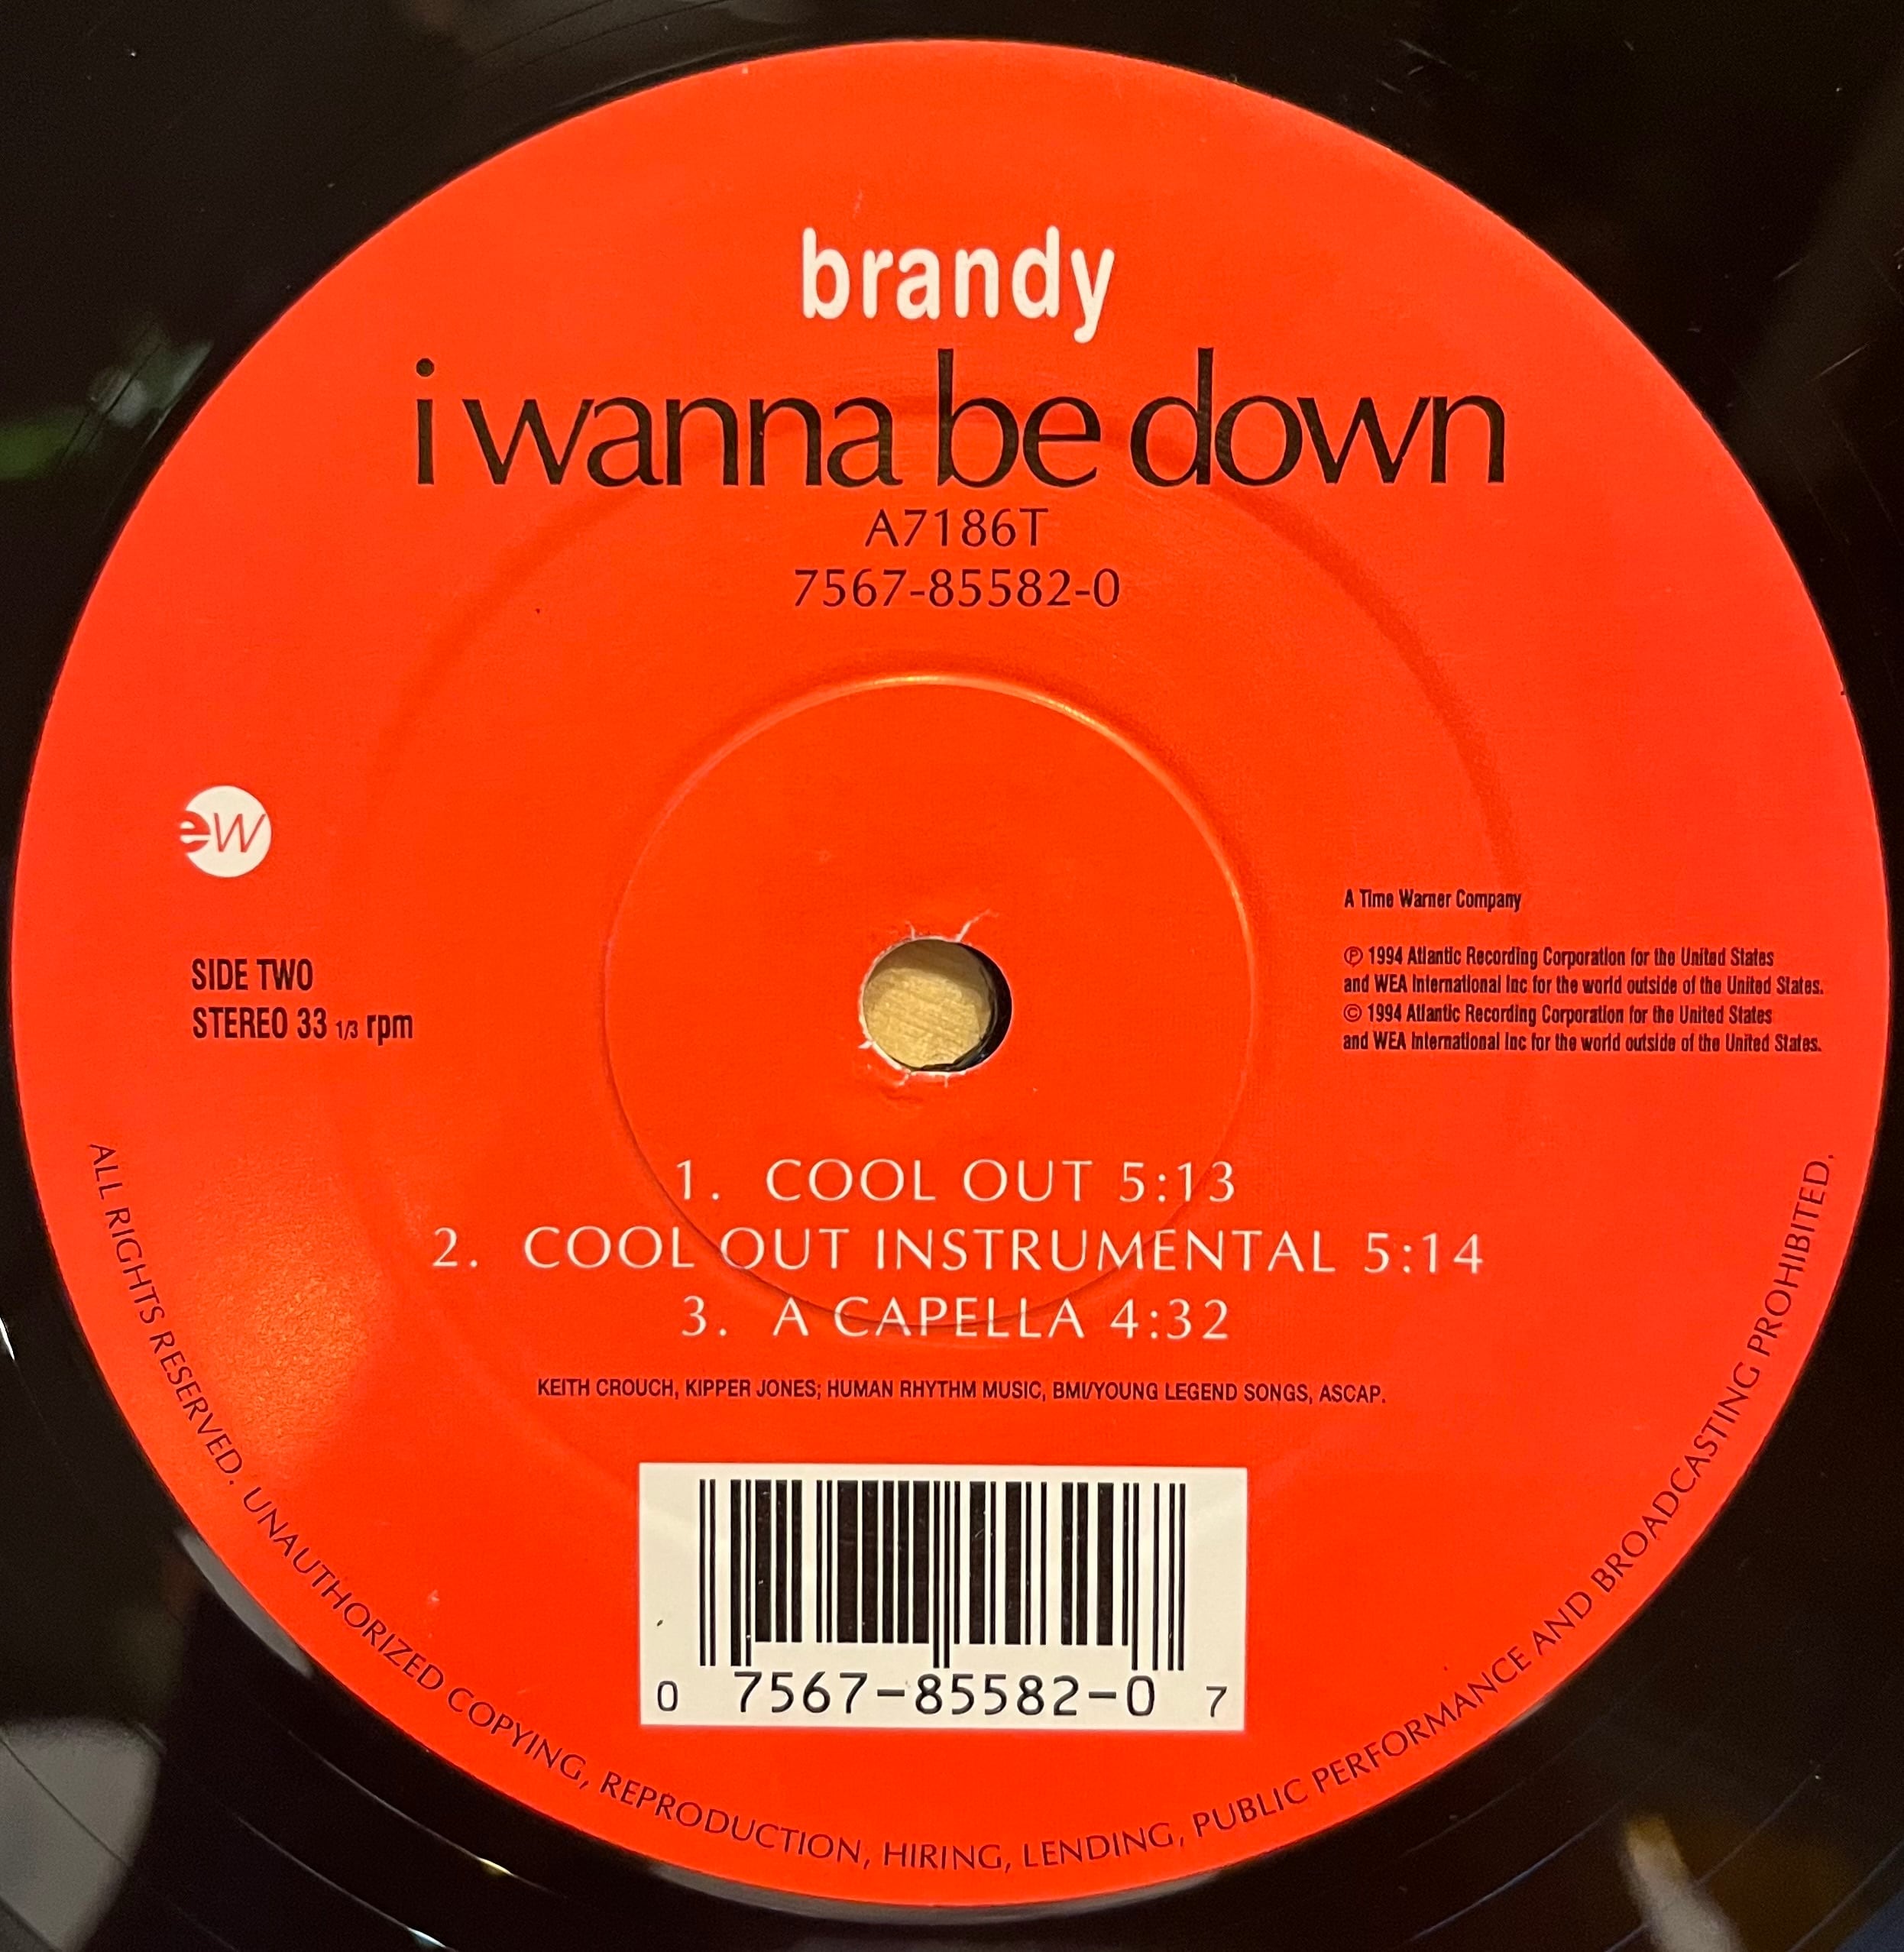 brandy
i wanna be down
A7186T
7567-85582-0
eW
SIDE TWO
STEREO 33 1/3 rpm
A Time Warner Company
℗ 1994 Atlantic Recording Corporation for the United States
and WEA International Inc for the world outside of the United States.
© 1994 Atlantic Recording Corporation for the United States
and WEA International Inc for the world outside of the United States.
1. COOL OUT 5:13
2. COOL OUT INSTRUMENTAL 5:14
3. A CAPELLA 4:32
KEITH CROUCH, KIPPER JONES; HUMAN RHYTHM MUSIC, BMI/YOUNG LEGEND SONGS, ASCAP.
0 7567-85582-0 7
ALL RIGHTS RESERVED. UNAUTHORIZED COPYING, REPRODUCTION, HIRING, LENDING, PUBLIC PERFORMANCE AND BROADCASTING PROHIBITED.